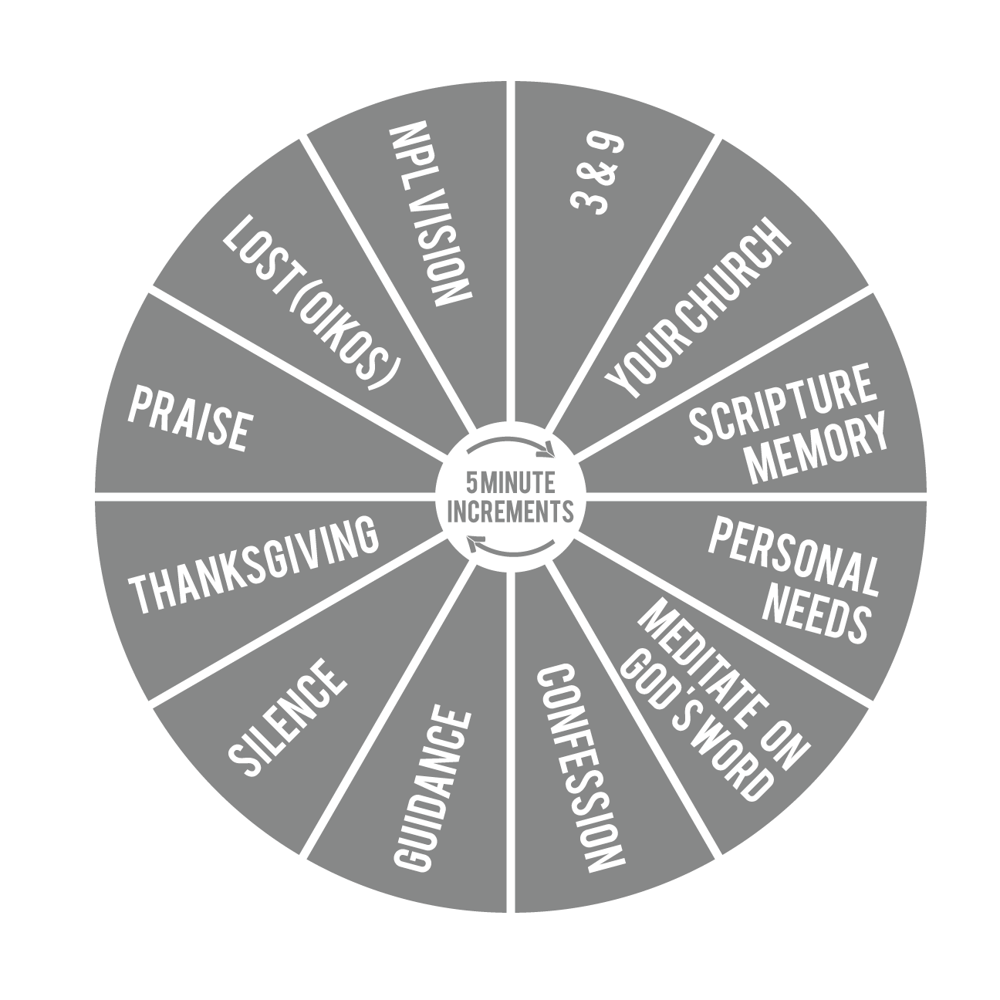 3 & 9
YOUR CHURCH
SCRIPTURE
MEMORY
PERSONAL
NEEDS
MEDITATE ON
GOD'S WORD
CONFESSION
GUIDANCE
SILENCE
THANKSGIVING
PRAISE
LOST (OIKOS)
NPL VISION
5 MINUTE
INCREMENTS